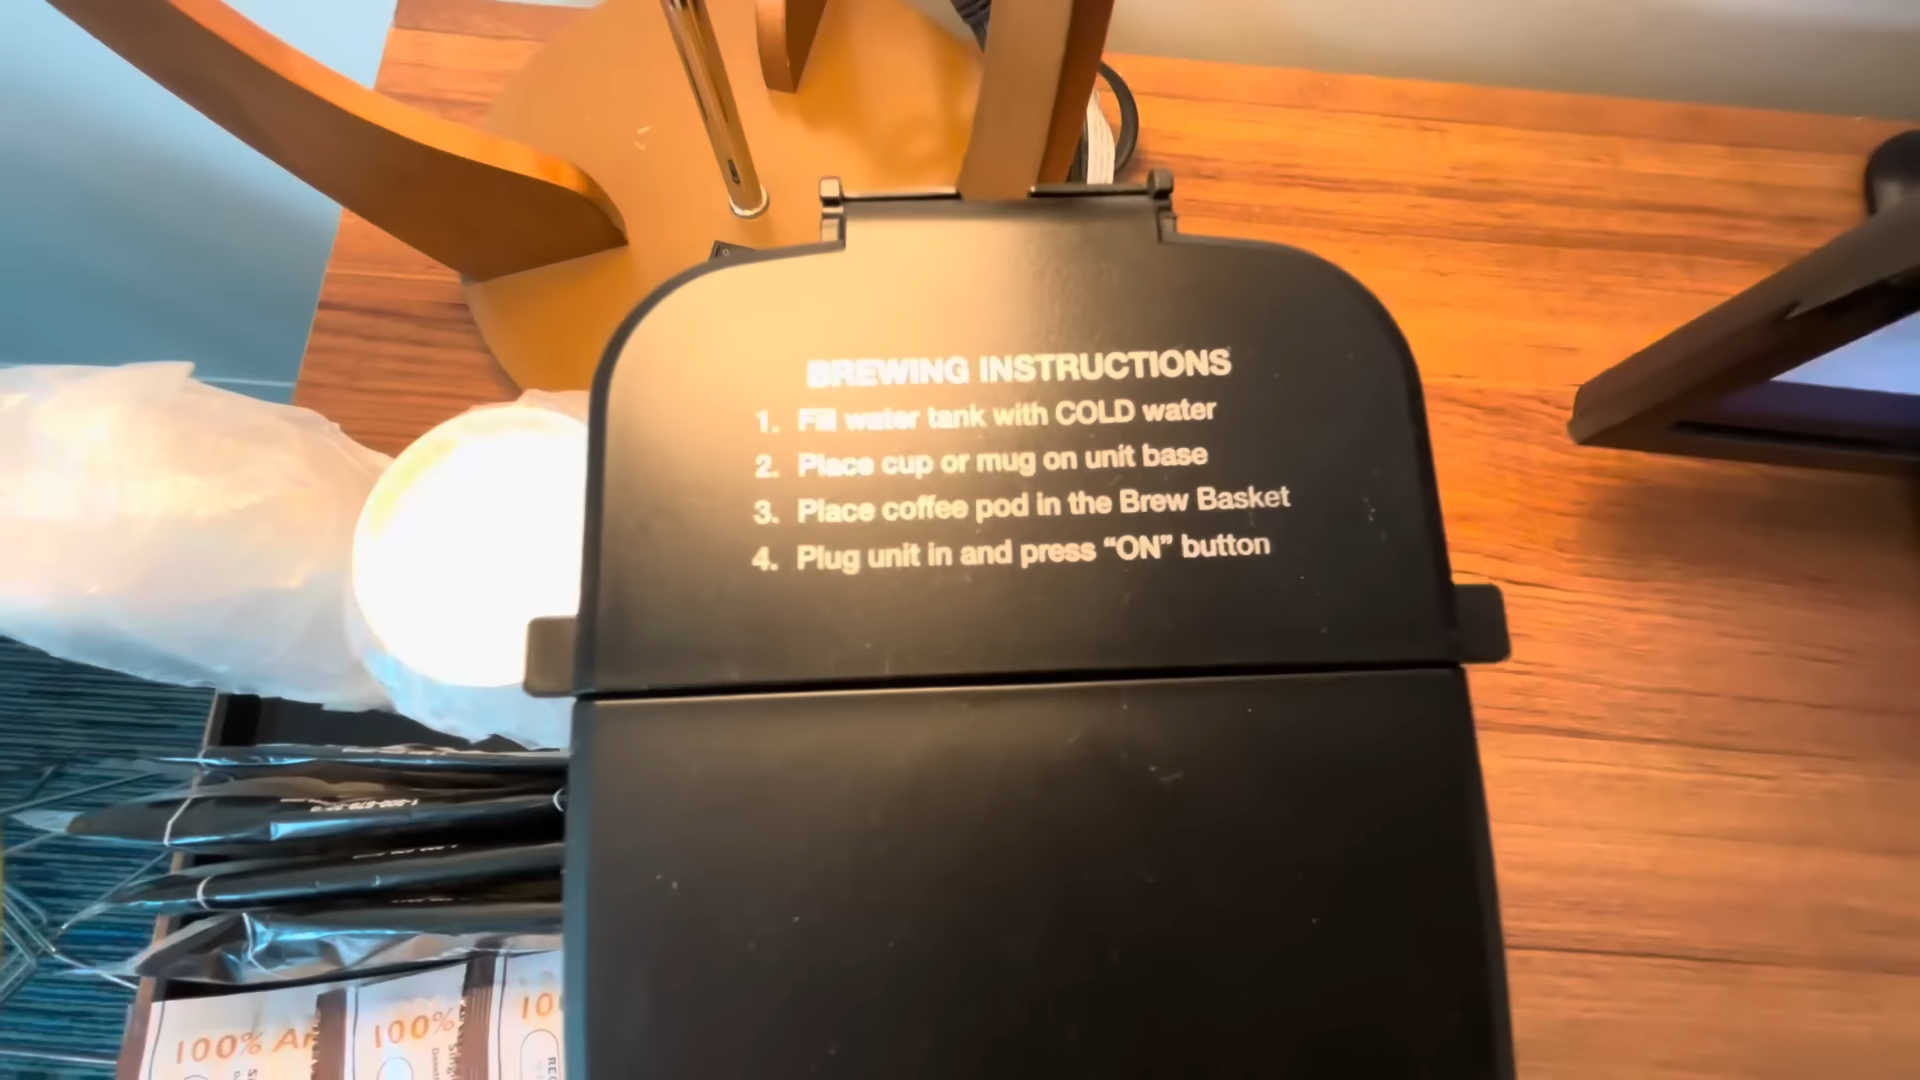 BREWING INSTRUCTIONS
1. Fill water tank with COLD water
2. Place cup or mug on unit base
3. Place coffee pod in the Brew Basket
4. Plug unit in and press “ON” button
100%
100%